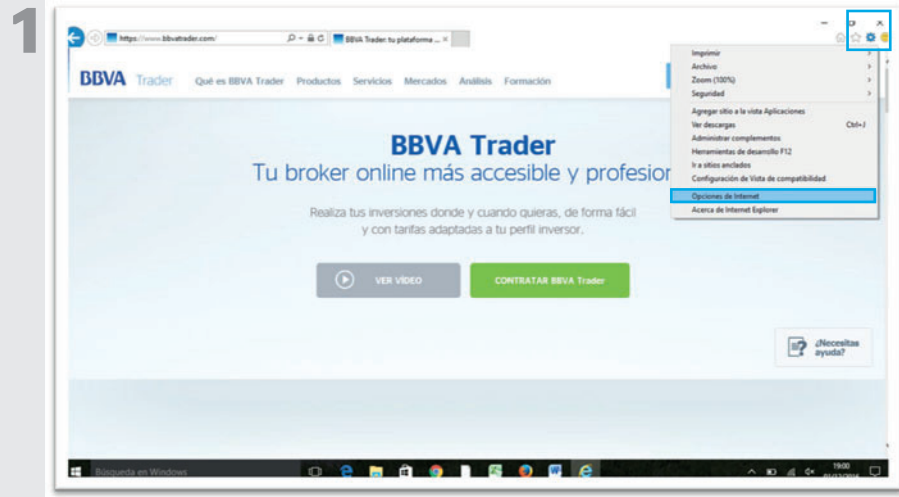 1
https://www.bbvatrader.com/
BBVA Trader: tu plataforma ...
BBVA Trader
Qué es BBVA Trader Productos Servicios Mercados Análisis Formación
Imprimir
Archivo
Zoom (100%)
Seguridad
Agregar sitio a la vista Aplicaciones
Ver descargas Ctrl+J
Administrar complementos
Herramientas de desarrollo F12
Ir a sitios anclados
Configuración de Vista de compatibilidad
Opciones de Internet
Acerca de Internet Explorer
BBVA Trader
Tu broker online más accesible y profesion
Realiza tus inversiones donde y cuando quieras, de forma fácil
y con tarifas adaptadas a tu perfil inversor.
VER VÍDEO
CONTRATAR BBVA Trader
¿Necesitas
ayuda?
Búsqueda en Windows
19:00